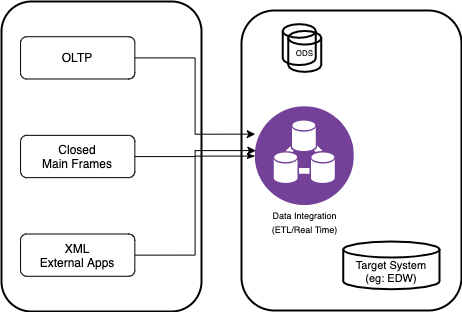 OLTP
Closed
Main Frames
XML
External Apps
ODS
Data Integration
(ETL/Real Time)
Target System
(eg: EDW)